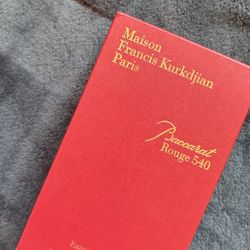 Maison
Francis Kurkdjian
Paris
Baccarat
Rouge 540